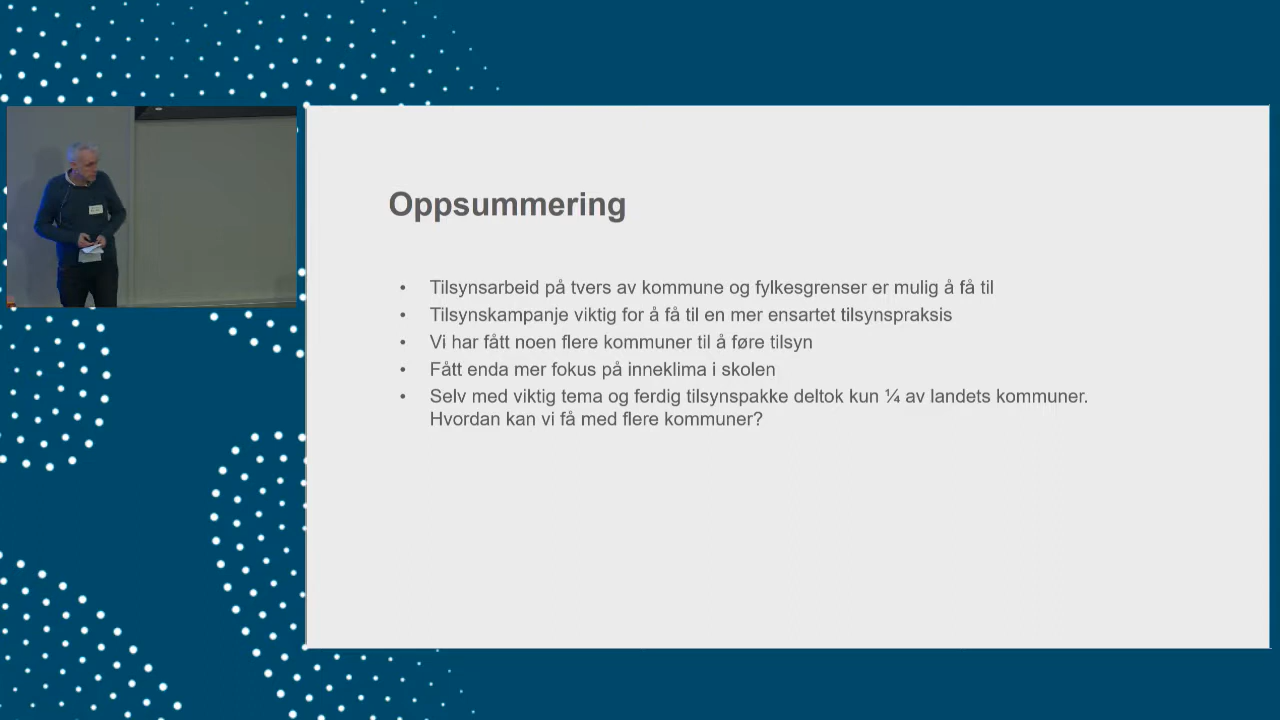 Oppsummering
• Tilsynsarbeid på tvers av kommune og fylkesgrenser er mulig å få til
• Tilsynskampanje viktig for å få til en mer ensartet tilsynspraksis
• Vi har fått noen flere kommuner til å føre tilsyn
• Fått enda mer fokus på inneklima i skolen
• Selv med viktig tema og ferdig tilsynspakke deltok kun ¼ av landets kommuner.
Hvordan kan vi få med flere kommuner?